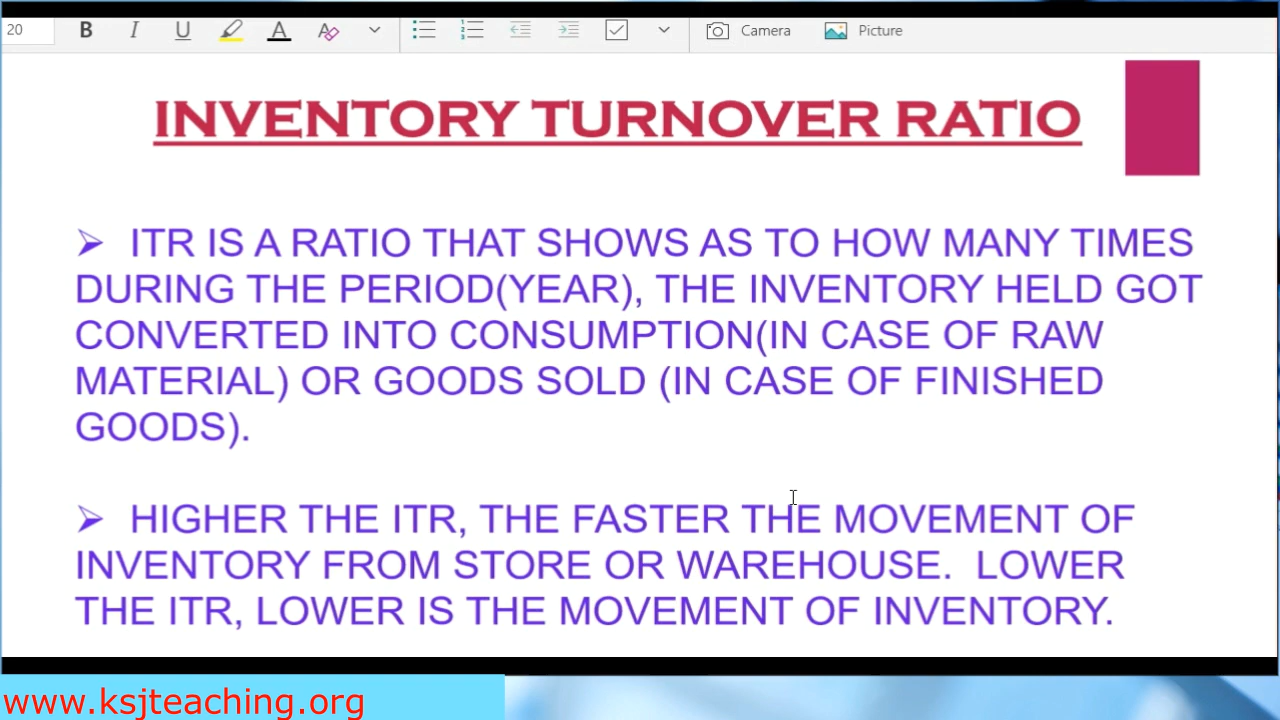 20 B I U A A Camera Picture
INVENTORY TURNOVER RATIO
➢ ITR IS A RATIO THAT SHOWS AS TO HOW MANY TIMES
DURING THE PERIOD(YEAR), THE INVENTORY HELD GOT
CONVERTED INTO CONSUMPTION(IN CASE OF RAW
MATERIAL) OR GOODS SOLD (IN CASE OF FINISHED
GOODS).
➢ HIGHER THE ITR, THE FASTER THE MOVEMENT OF
INVENTORY FROM STORE OR WAREHOUSE.  LOWER
THE ITR, LOWER IS THE MOVEMENT OF INVENTORY.
www.ksjteaching.org